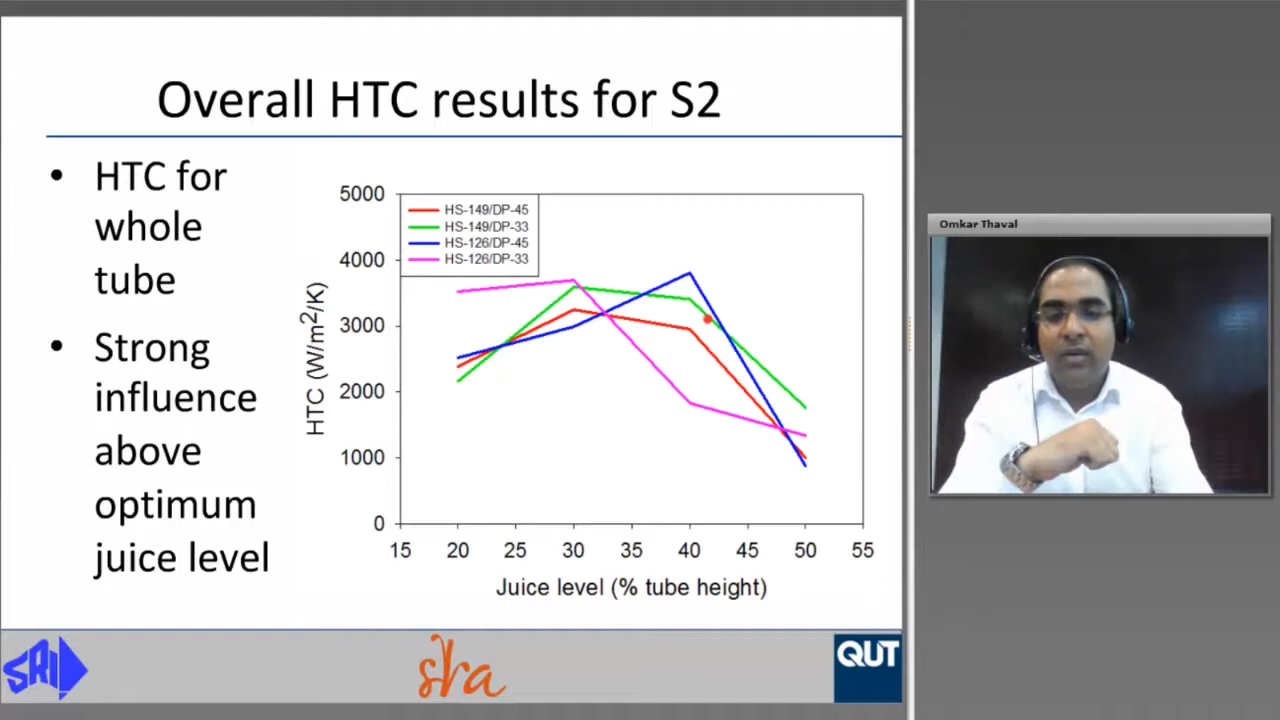 Overall HTC results for S2
• HTC for
whole
tube
• Strong
influence
above
optimum
juice level
HTC (W/m2/K)
5000
4000
3000
2000
1000
0
HS-149/DP-45
HS-149/DP-33
HS-126/DP-45
HS-126/DP-33
15 20 25 30 35 40 45 50 55
Juice level (% tube height)
SRI
sra
QUT
Omkar Thaval